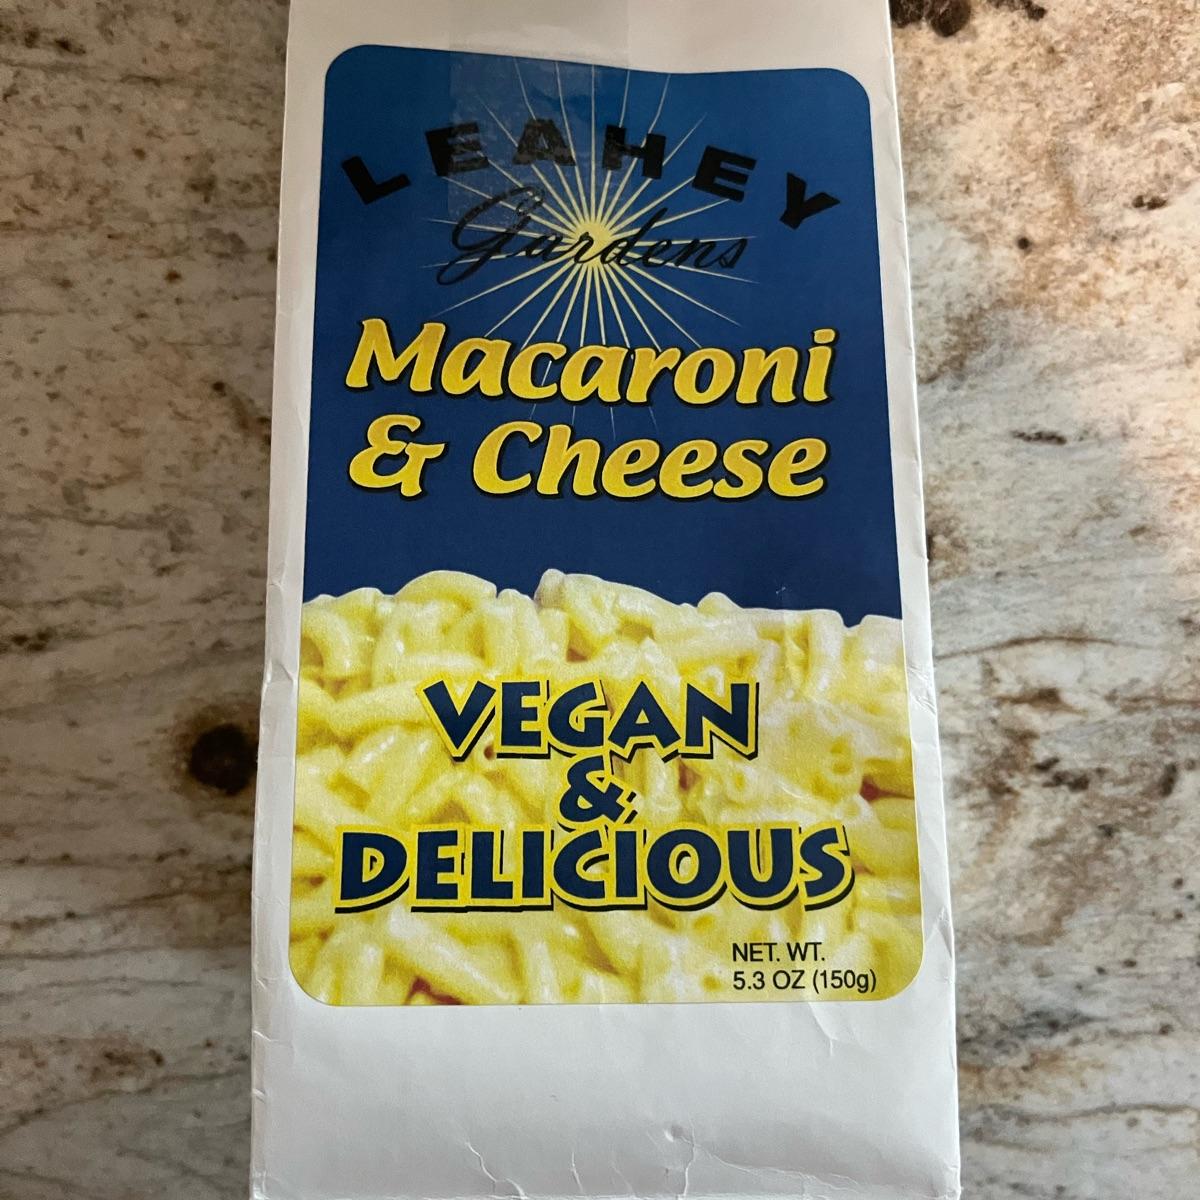 LEAHEY
Gardens
Macaroni
& Cheese
VEGAN
&
DELICIOUS
NET. WT.
5.3 OZ (150g)